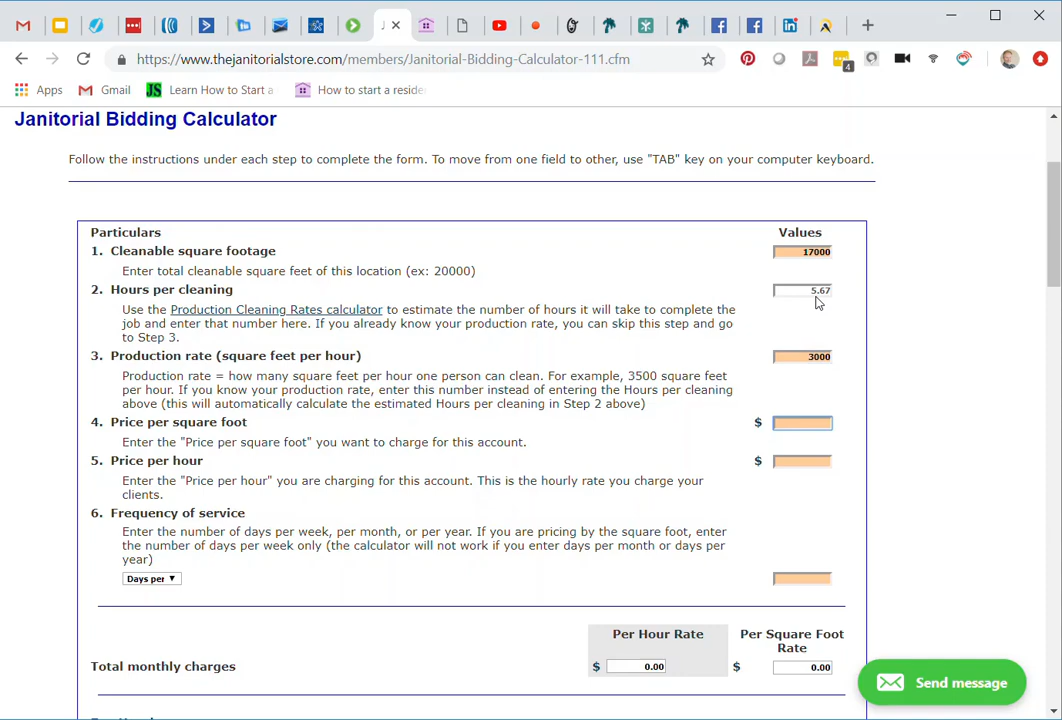 https://www.thejanitorialstore.com/members/Janitorial-Bidding-Calculator-111.cfm
4
Apps Gmail JS Learn How to Start a How to start a reside
Janitorial Bidding Calculator
Follow the instructions under each step to complete the form. To move from one field to other, use "TAB" key on your computer keyboard.
Particulars Values
1. Cleanable square footage 17000
Enter total cleanable square feet of this location (ex: 20000)
2. Hours per cleaning 5.67
Use the Production Cleaning Rates calculator to estimate the number of hours it will take to complete the
job and enter that number here. If you already know your production rate, you can skip this step and go
to Step 3.
3. Production rate (square feet per hour) 3000
Production rate = how many square feet per hour one person can clean. For example, 3500 square feet
per hour. If you know your production rate, enter this number instead of entering the Hours per cleaning
above (this will automatically calculate the estimated Hours per cleaning in Step 2 above)
4. Price per square foot $
Enter the "Price per square foot" you want to charge for this account.
5. Price per hour $
Enter the "Price per hour" you are charging for this account. This is the hourly rate you charge your
clients.
6. Frequency of service
Enter the number of days per week, per month, or per year. If you are pricing by the square foot, enter
the number of days per week only (the calculator will not work if you enter days per month or days per
year)
Days per
Per Hour Rate Per Square Foot
Rate
Total monthly charges $ 0.00 $ 0.00
Send message